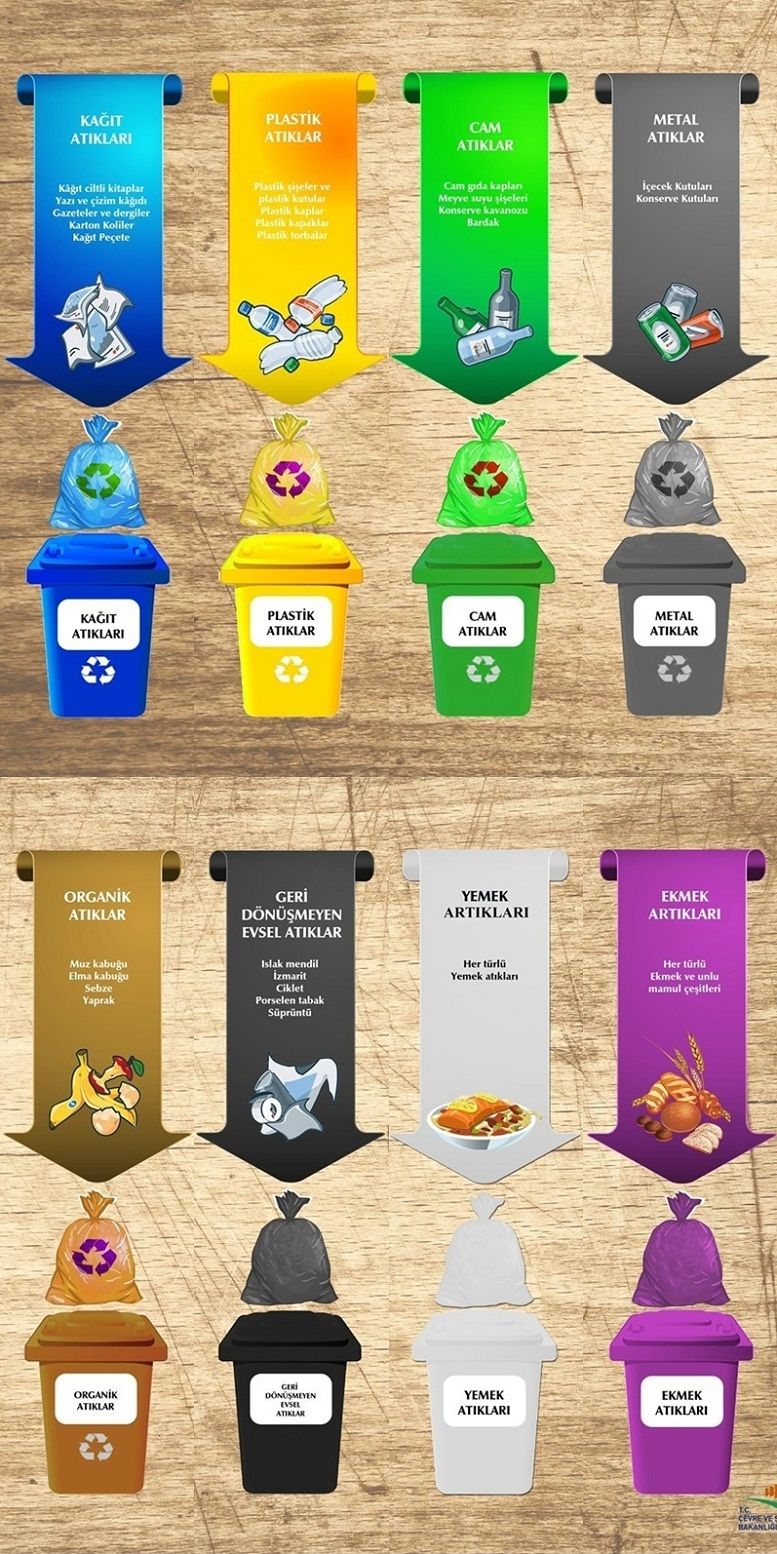 KAĞIT
ATIKLARI
Kâğıt ciltli kitaplar
Yazı ve çizim kâğıdı
Gazeteler ve dergiler
Karton Koliler
Kağıt Peçete
PLASTİK
ATIKLAR
Plastik şişeler ve
plastik kutular
Plastik kaplar
Plastik kapaklar
Plastik torbalar
CAM
ATIKLAR
Cam gıda kapları
Meyve suyu şişeleri
Konserve kavanozu
Bardak
METAL
ATIKLAR
İçecek Kutuları
Konserve Kutuları
KAĞIT
ATIKLARI
PLASTİK
ATIKLAR
CAM
ATIKLAR
METAL
ATIKLAR
ORGANİK
ATIKLAR
Muz kabuğu
Elma kabuğu
Sebze
Yaprak
GERİ
DÖNÜŞMEYEN
EVSEL ATIKLAR
Islak mendil
İzmarit
Ciklet
Porselen tabak
Süprüntü
YEMEK
ARTIKLARI
Her türlü
Yemek atıkları
EKMEK
ARTIKLARI
Her türlü
Ekmek ve unlu
mamul çeşitleri
ORGANİK
ATIKLAR
GERİ
DÖNÜŞMEYEN
EVSEL
ATIKLAR
YEMEK
ATIKLARI
EKMEK
ATIKLARI
T.C.
ÇEVRE VE Ş
BAKANLIĞI